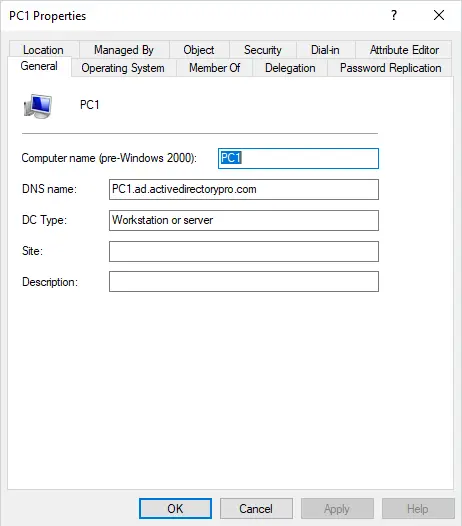 PC1 Properties
?
Location Managed By Object Security Dial-in Attribute Editor
General Operating System Member Of Delegation Password Replication
PC1
Computer name (pre-Windows 2000): PC1
DNS name: PC1.ad.activedirectorypro.com
DC Type: Workstation or server
Site:
Description:
OK Cancel Apply Help